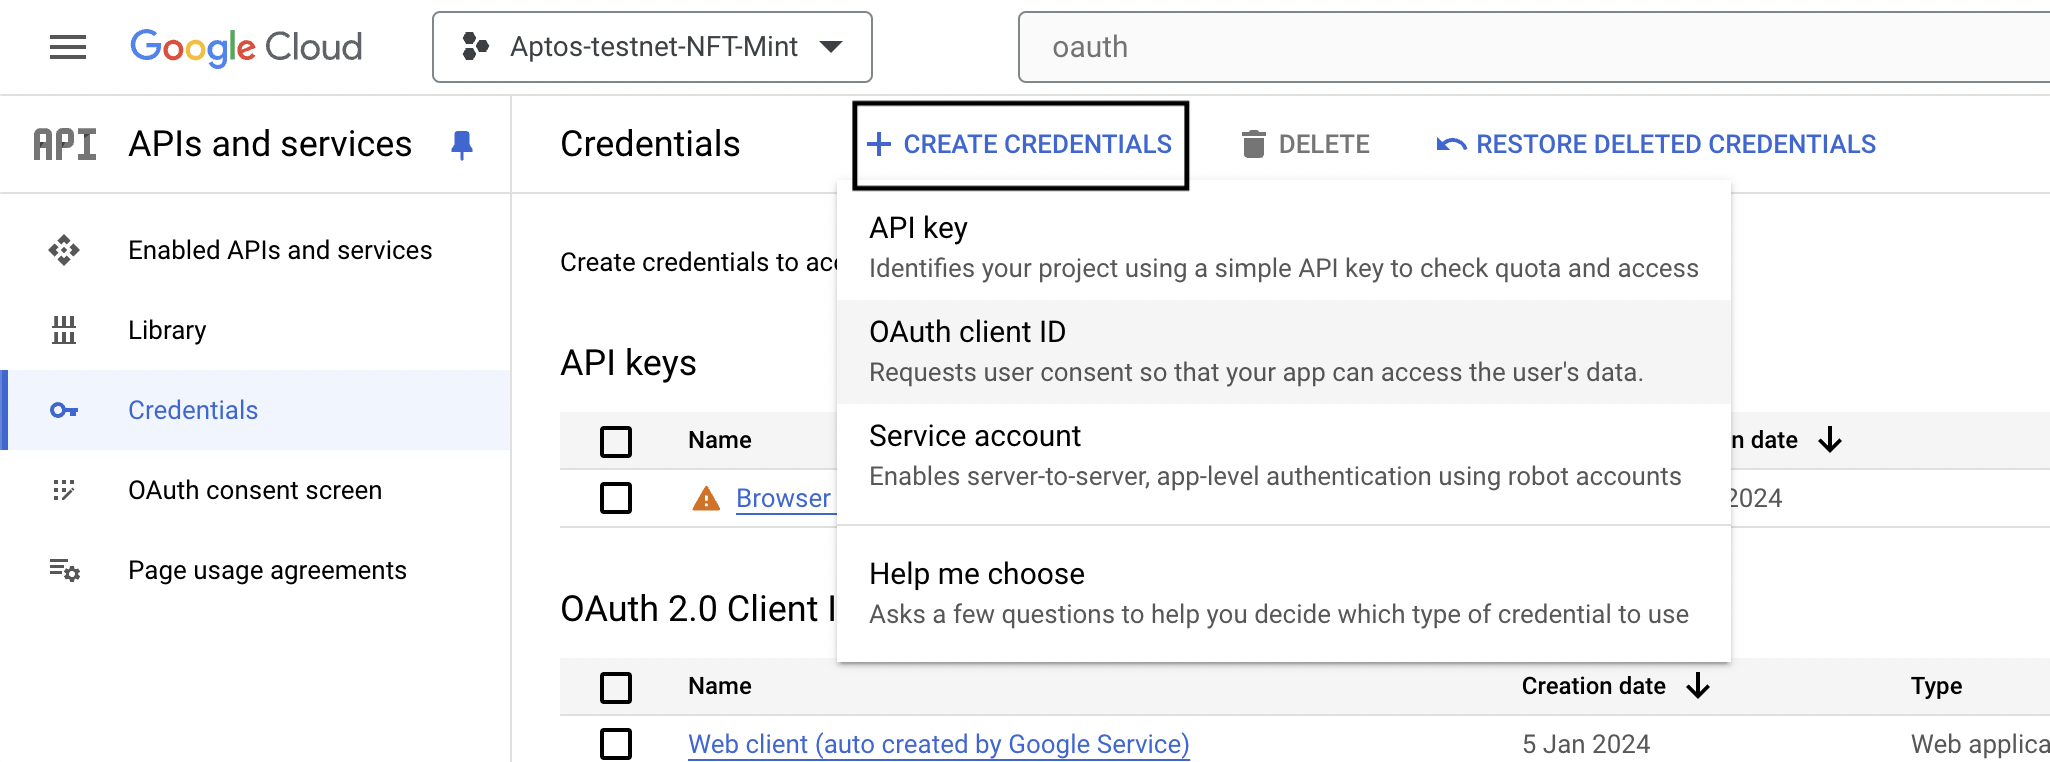 Google Cloud
Aptos-testnet-NFT-Mint
oauth
API
APIs and services
Credentials
CREATE CREDENTIALS
DELETE
RESTORE DELETED CREDENTIALS
Enabled APIs and services
Library
Credentials
OAuth consent screen
Page usage agreements
Create credentials to acc
API key
Identifies your project using a simple API key to check quota and access
OAuth client ID
Requests user consent so that your app can access the user's data.
Service account
Enables server-to-server, app-level authentication using robot accounts
Help me choose
Asks a few questions to help you decide which type of credential to use
API keys
Name
n date
Browser
2024
OAuth 2.0 Client I
Name
Creation date
Type
Web client (auto created by Google Service)
5 Jan 2024
Web applica